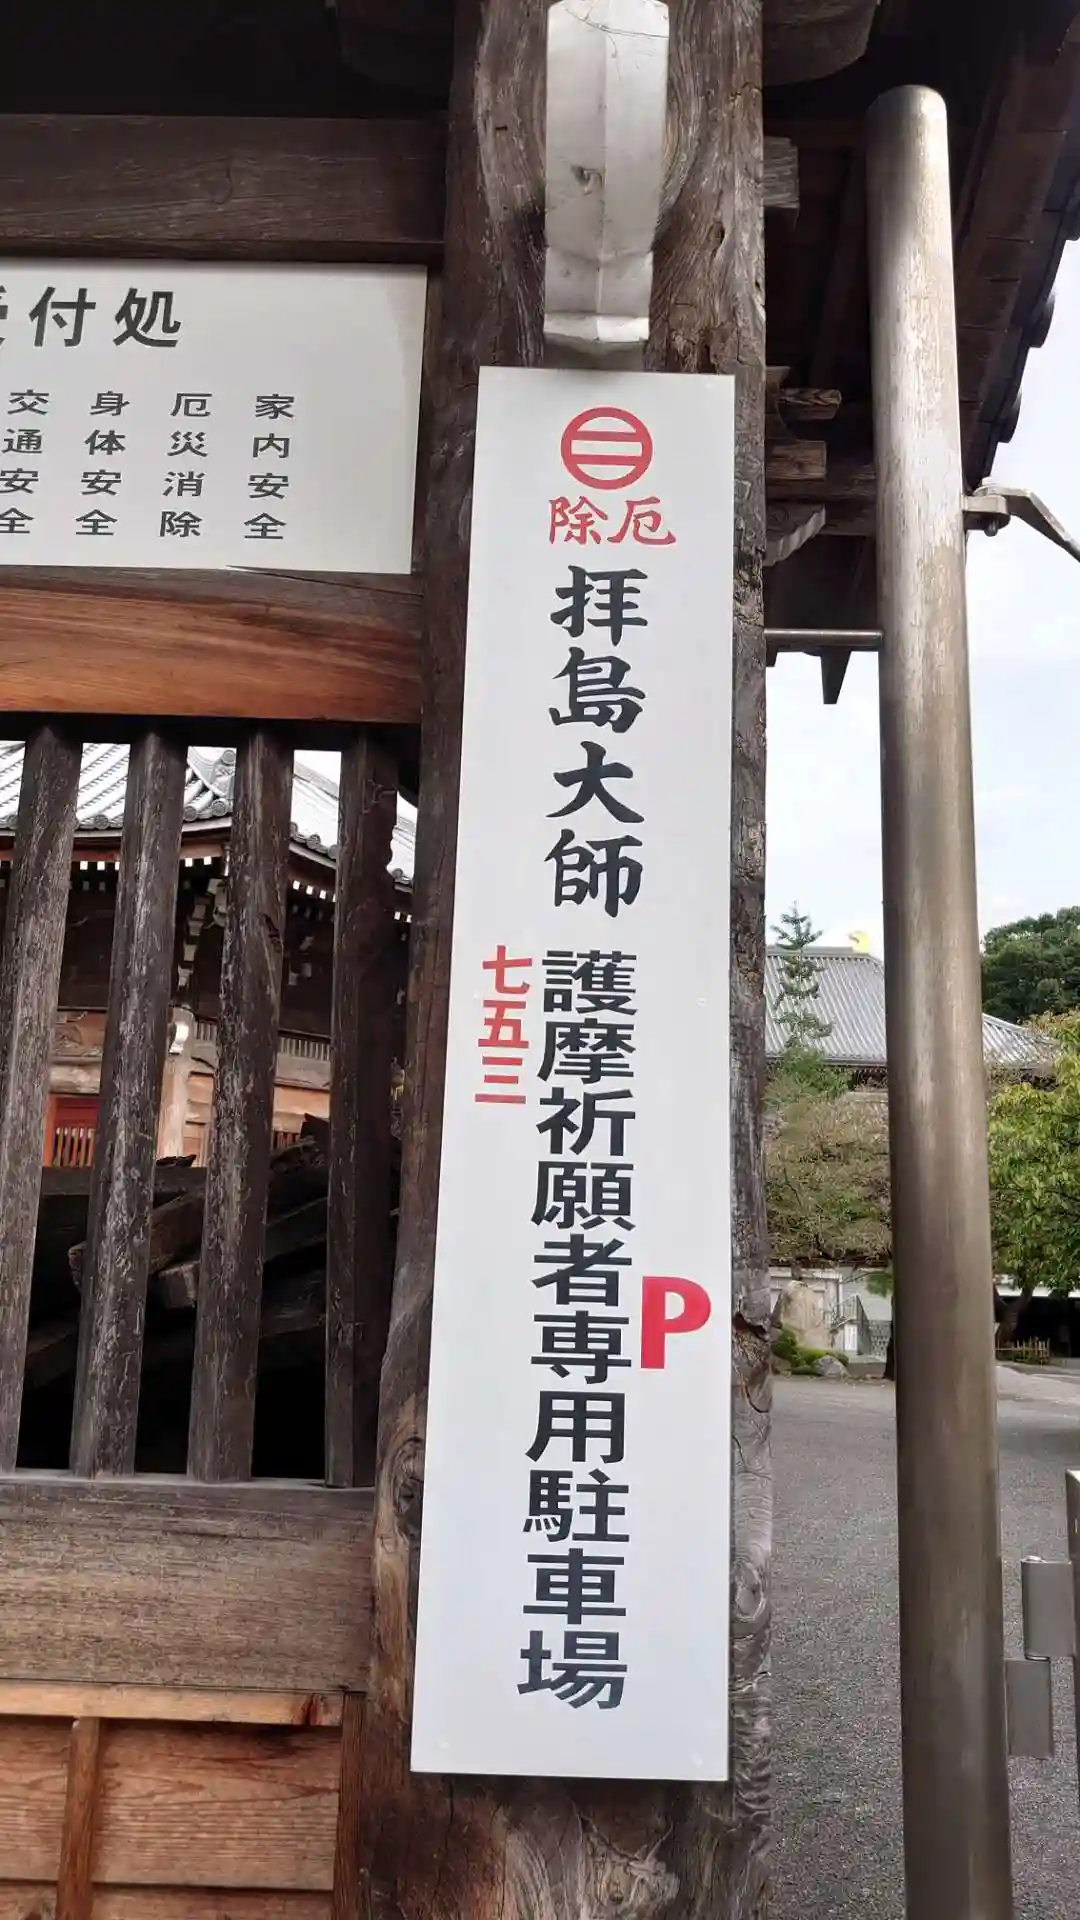 付処
家内安全
厄災消除
身体安全
交通安全
厄除
拝島大師
護摩祈願者専用駐車場
七五三
P